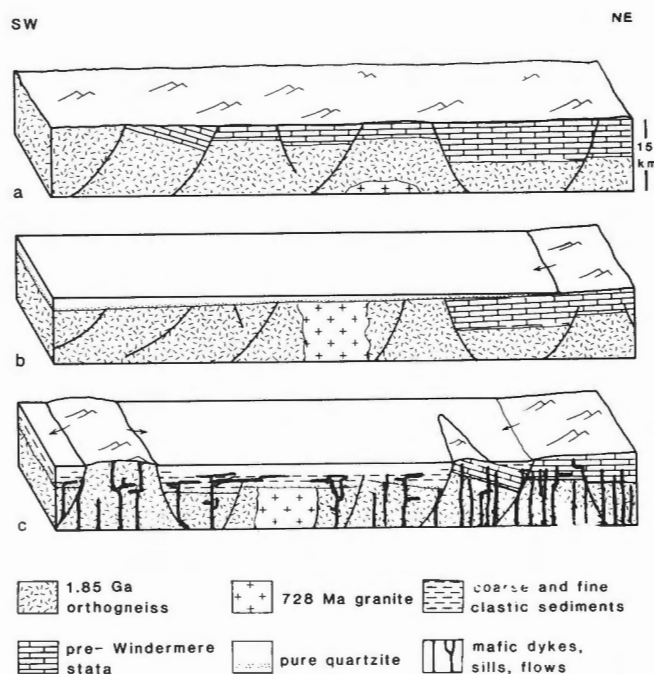 SW
NE
15
km
a
b
c
1.85 Ga
orthogneiss
728 Ma granite
coarse and fine
clastic sediments
pre- Windermere
stata
pure quartzite
mafic dykes,
sills, flows